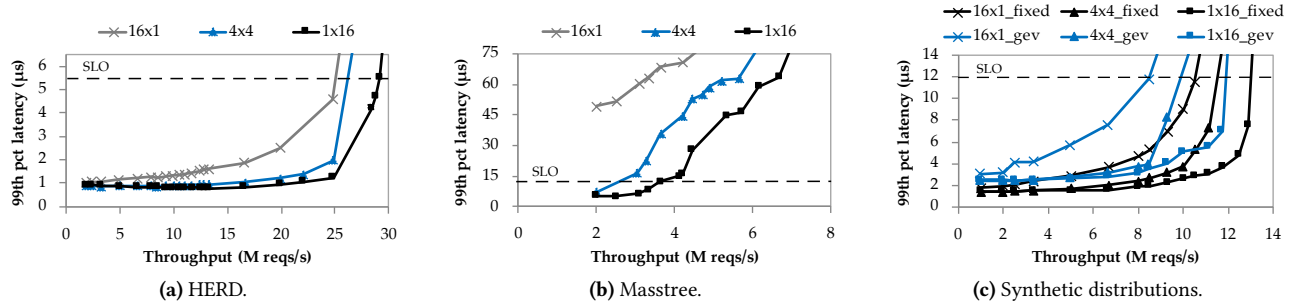 16x1 4x4 1x16
99th pct latency (µs)
6
5
4
3
2
1
0
SLO
0 5 10 15 20 25 30
Throughput (M reqs/s)
(a) HERD.
16x1 4x4 1x16
99th pct latency (µs)
75
60
45
30
15
0
SLO
0 2 4 6 8
Throughput (M reqs/s)
(b) Masstree.
16x1_fixed 4x4_fixed 1x16_fixed
16x1_gev 4x4_gev 1x16_gev
99th pct latency (µs)
14
12
10
8
6
4
2
0
SLO
0 2 4 6 8 10 12 14
Throughput (M reqs/s)
(c) Synthetic distributions.